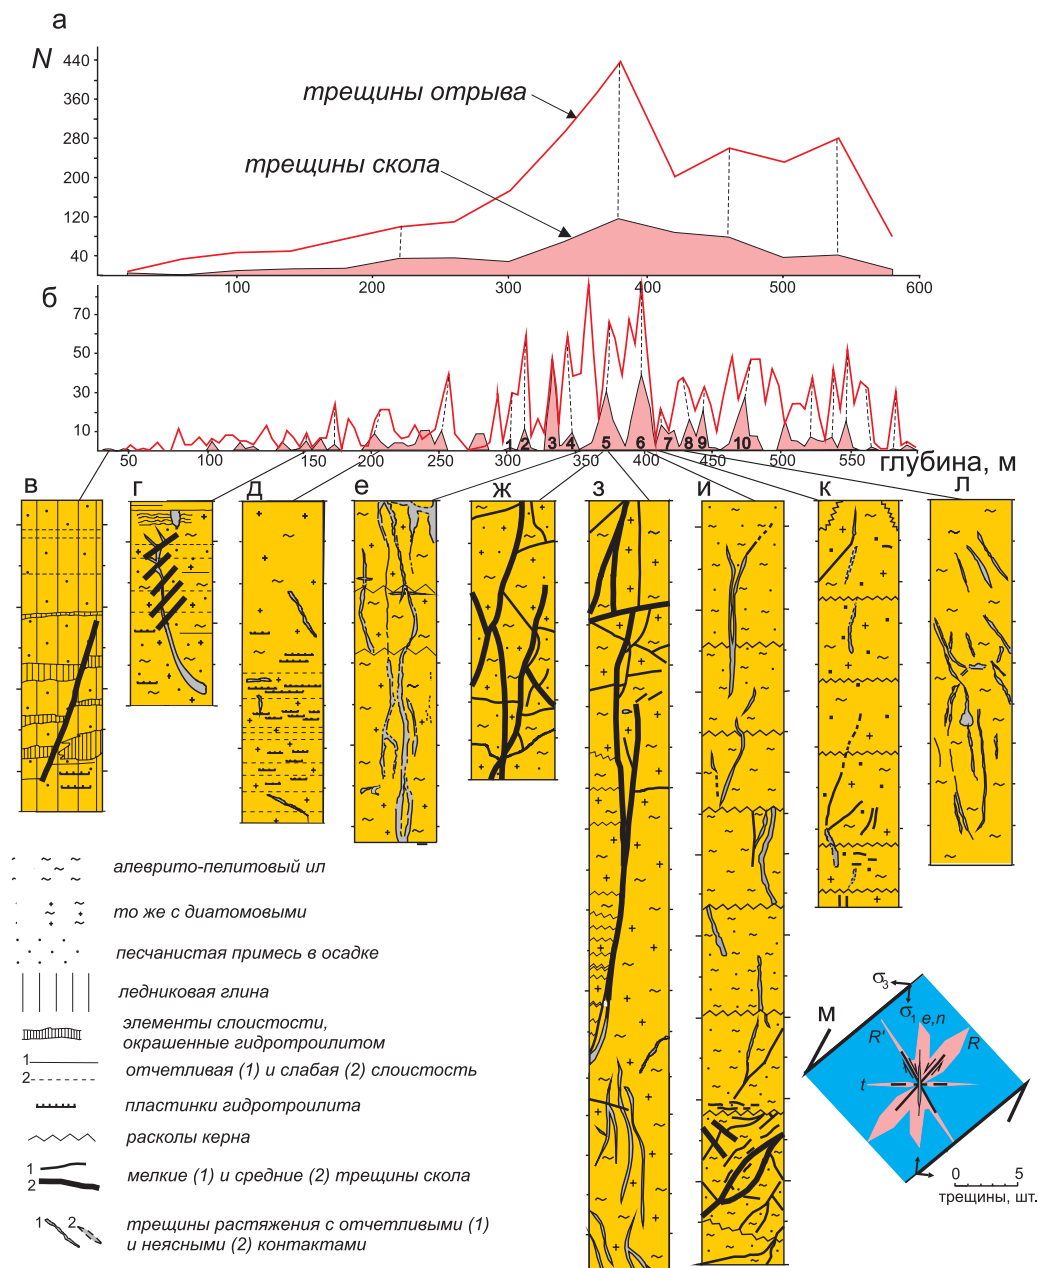 а
N
440
360
280
200
120
40
трещины отрыва
трещины скола
100
200
300
400
500
600
б
70
50
30
10
1 2 3 4 5 6 7 8 9 10
50
100
150
200
250
300
350
400
450
500
550
глубина, м
в
г
д
е
ж
з
и
к
л
алеврито-пелитовый ил
то же с диатомовыми
песчанистая примесь в осадке
ледниковая глина
элементы слоистости,
окрашенные гидротроилитом
1
2
отчетливая (1) и слабая (2) слоистость
пластинки гидротроилита
расколы керна
1
2
мелкие (1) и средние (2) трещины скола
1 2
трещины растяжения с отчетливыми (1)
и неясными (2) контактами
м
σ3
σ1
e,n
R'
R
t
0 5
трещины, шт.